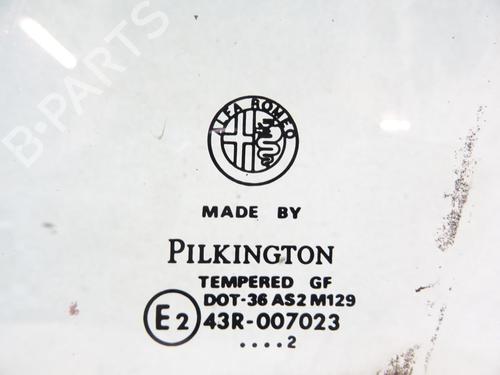 B-PARTS
ALFA ROMEO
MADE BY
PILKINGTON
TEMPERED GF
DOT-36 AS2 M129
E2 43R-007023
....2